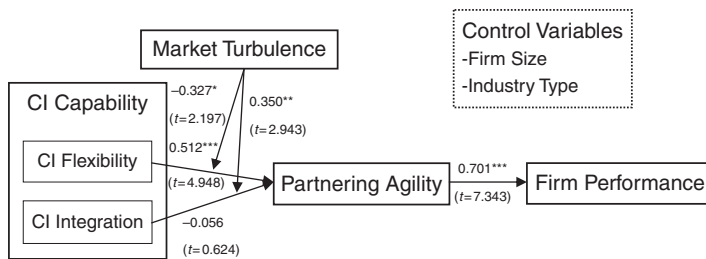 Market Turbulence
Control Variables
-Firm Size
-Industry Type
CI Capability
–0.327*
(t=2.197)
0.350**
(t=2.943)
0.512***
(t=4.948)
CI Flexibility
CI Integration
–0.056
(t=0.624)
Partnering Agility
0.701***
(t=7.343)
Firm Performance